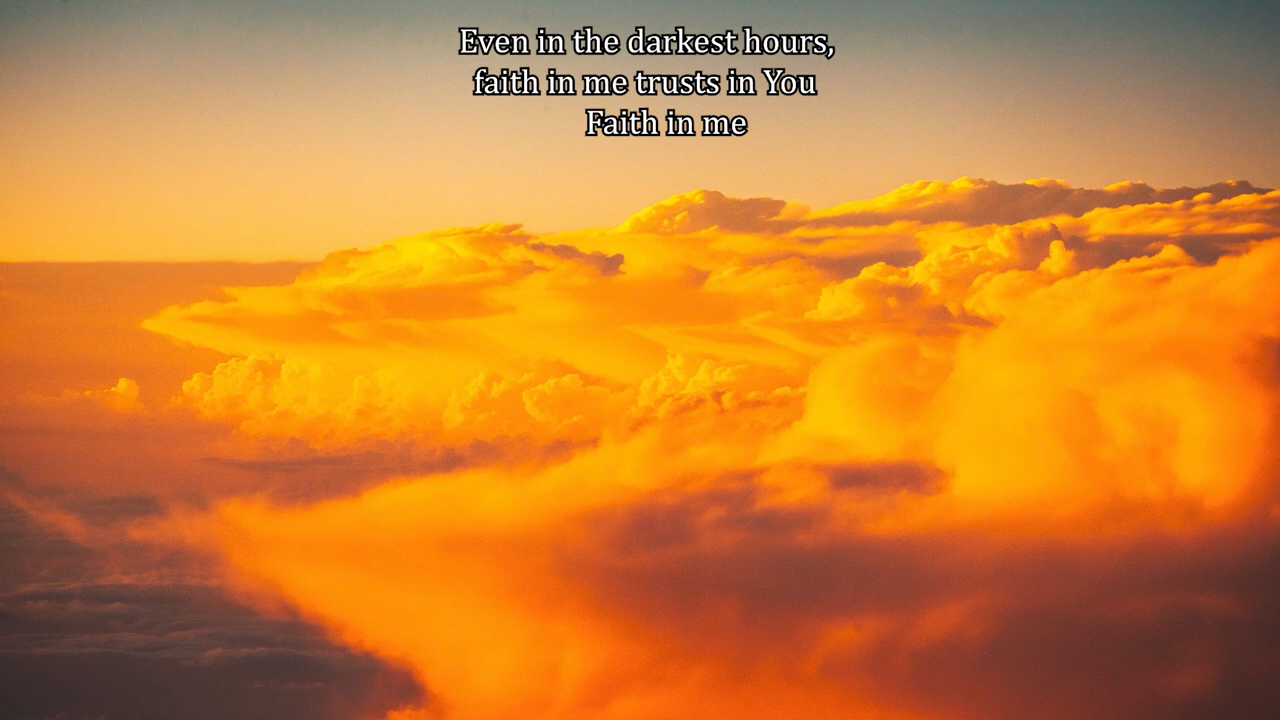 Even in the darkest hours,
faith in me trusts in You
Faith in me